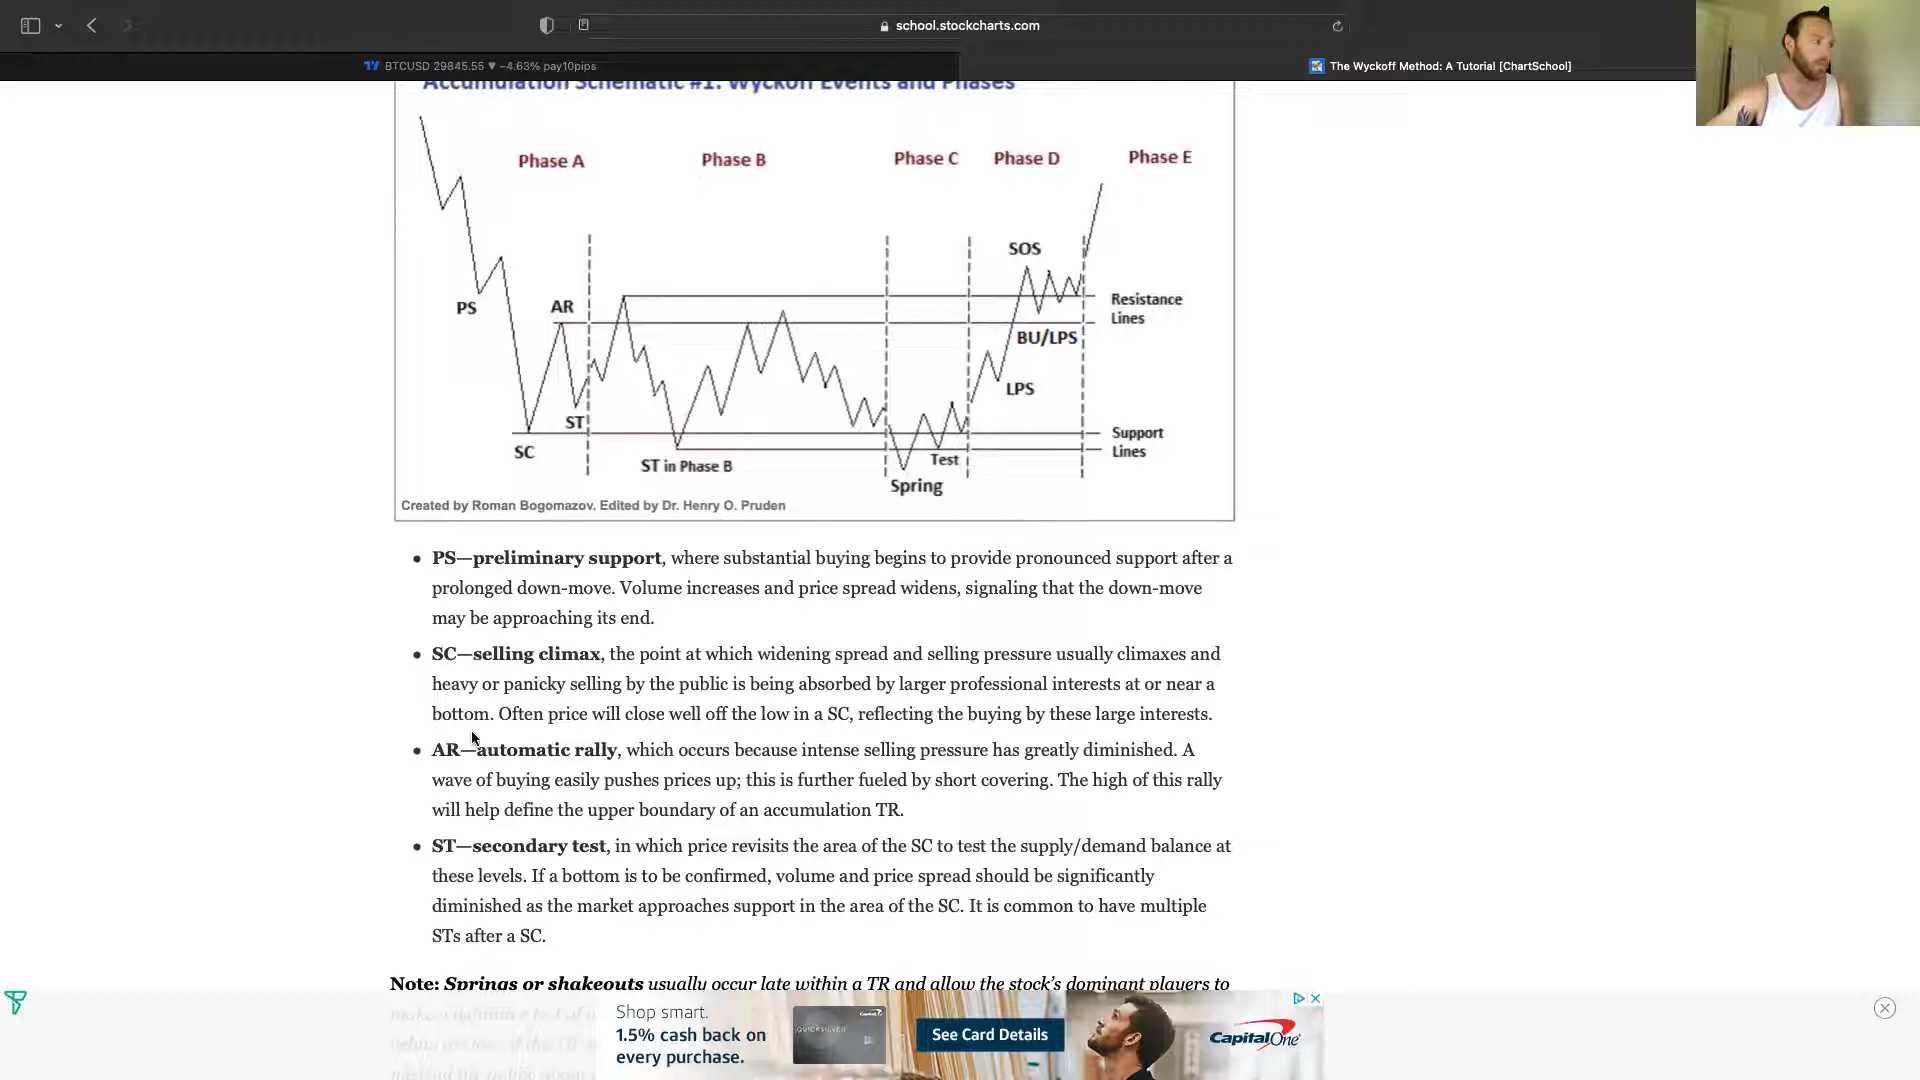 school.stockcharts.com
BTCUSD 29845.55 ▼ −4.63% pay10pips
The Wyckoff Method: A Tutorial [ChartSchool]
Accumulation Schematic #1: Wyckoff Events and Phases
Phase A
Phase B
Phase C
Phase D
Phase E
SOS
PS
AR
Resistance
Lines
BU/LPS
LPS
ST
SC
Support
Lines
ST in Phase B
Test
Spring
Created by Roman Bogomazov. Edited by Dr. Henry O. Pruden
• PS—preliminary support, where substantial buying begins to provide pronounced support after a
prolonged down-move. Volume increases and price spread widens, signaling that the down-move
may be approaching its end.
• SC—selling climax, the point at which widening spread and selling pressure usually climaxes and
heavy or panicky selling by the public is being absorbed by larger professional interests at or near a
bottom. Often price will close well off the low in a SC, reflecting the buying by these large interests.
• AR—automatic rally, which occurs because intense selling pressure has greatly diminished. A
wave of buying easily pushes prices up; this is further fueled by short covering. The high of this rally
will help define the upper boundary of an accumulation TR.
• ST—secondary test, in which price revisits the area of the SC to test the supply/demand balance at
these levels. If a bottom is to be confirmed, volume and price spread should be significantly
diminished as the market approaches support in the area of the SC. It is common to have multiple
STs after a SC.
Note: Springs or shakeouts usually occur late within a TR and allow the stock's dominant players to
Shop smart.
1.5% cash back on
every purchase.
QUICKSILVER
See Card Details
Capital One